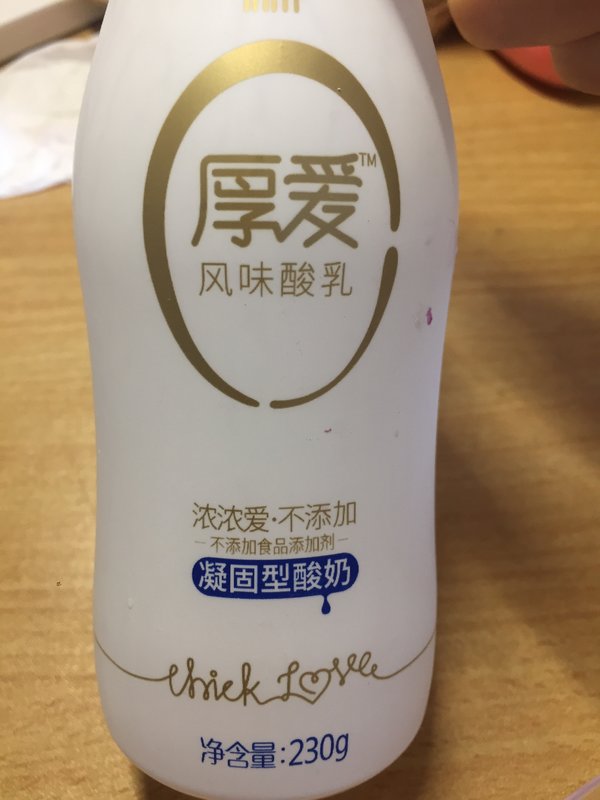 厚爱™
风味酸乳
浓浓爱·不添加
不添加食品添加剂
凝固型酸奶
thick Love
净含量:230g